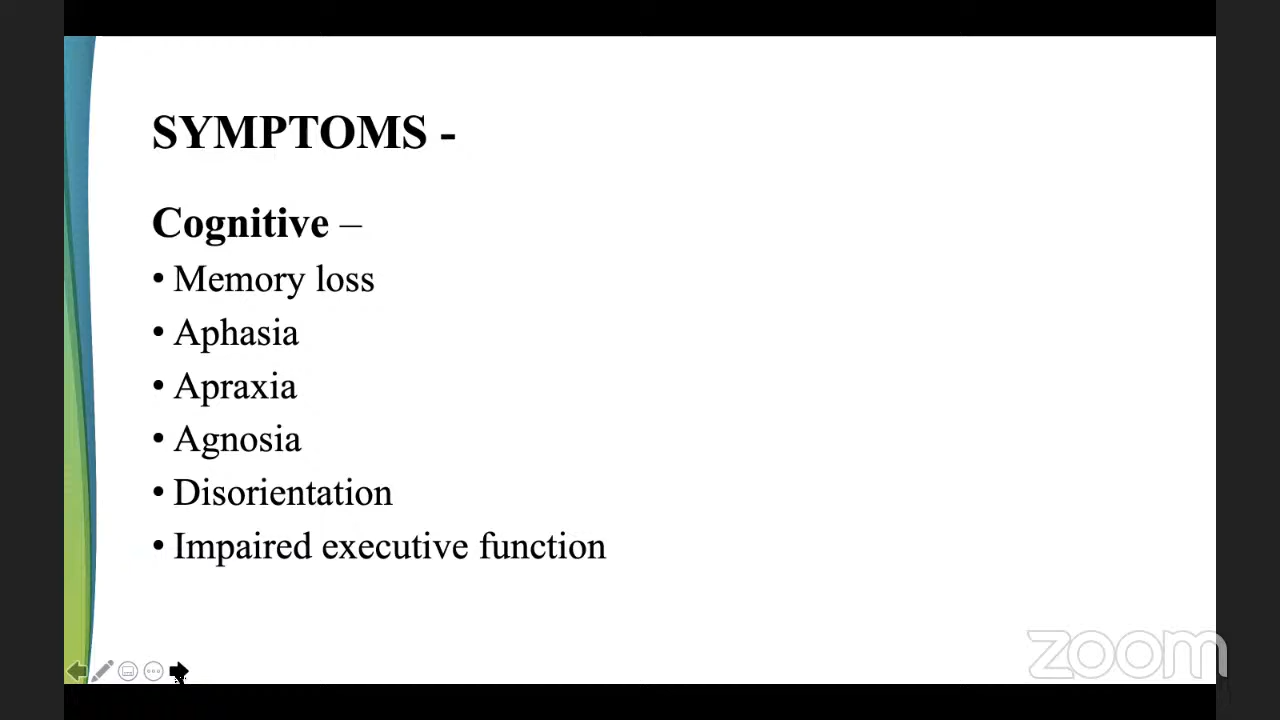 SYMPTOMS -
Cognitive –
• Memory loss
• Aphasia
• Apraxia
• Agnosia
• Disorientation
• Impaired executive function
zoom